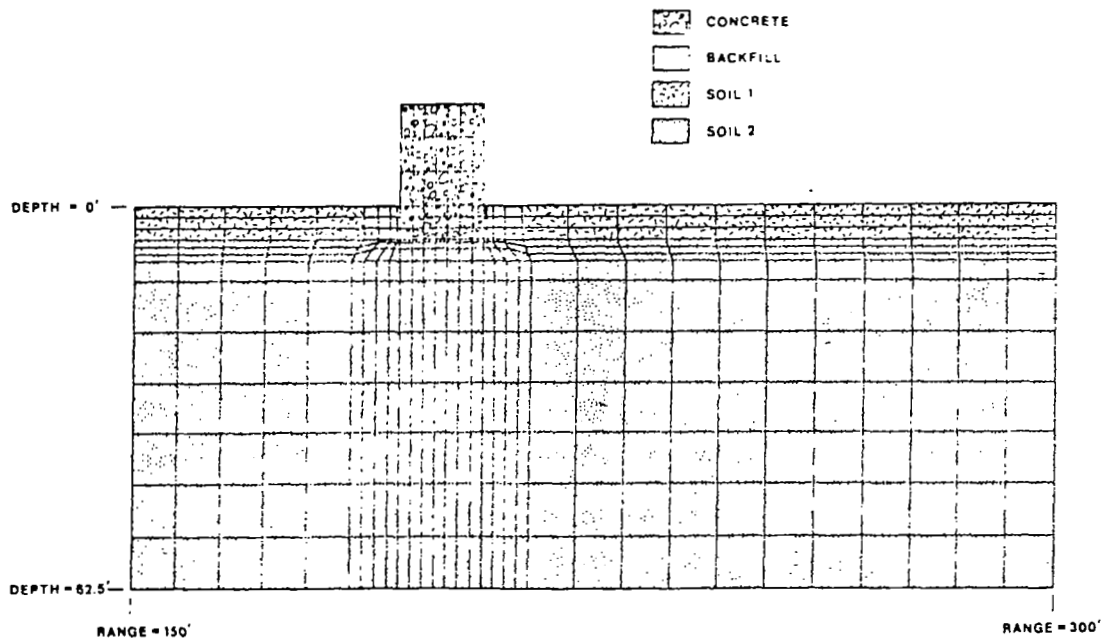 CONCRETE
BACKFILL
SOIL 1
SOIL 2
DEPTH = 0'
DEPTH = 62.5'
RANGE = 150'
RANGE = 300'